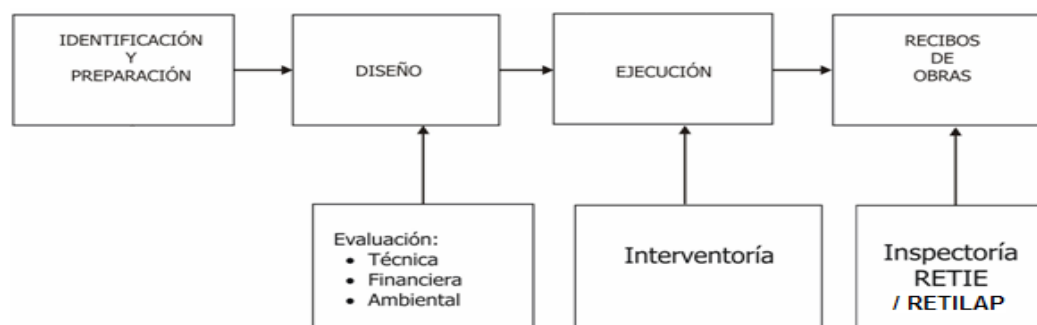 IDENTIFICACIÓN
Y
PREPARACIÓN
DISEÑO
EJECUCIÓN
RECIBOS
DE
OBRAS
Evaluación:
• Técnica
• Financiera
• Ambiental
Interventoría
Inspectoría
RETIE
/ RETILAP